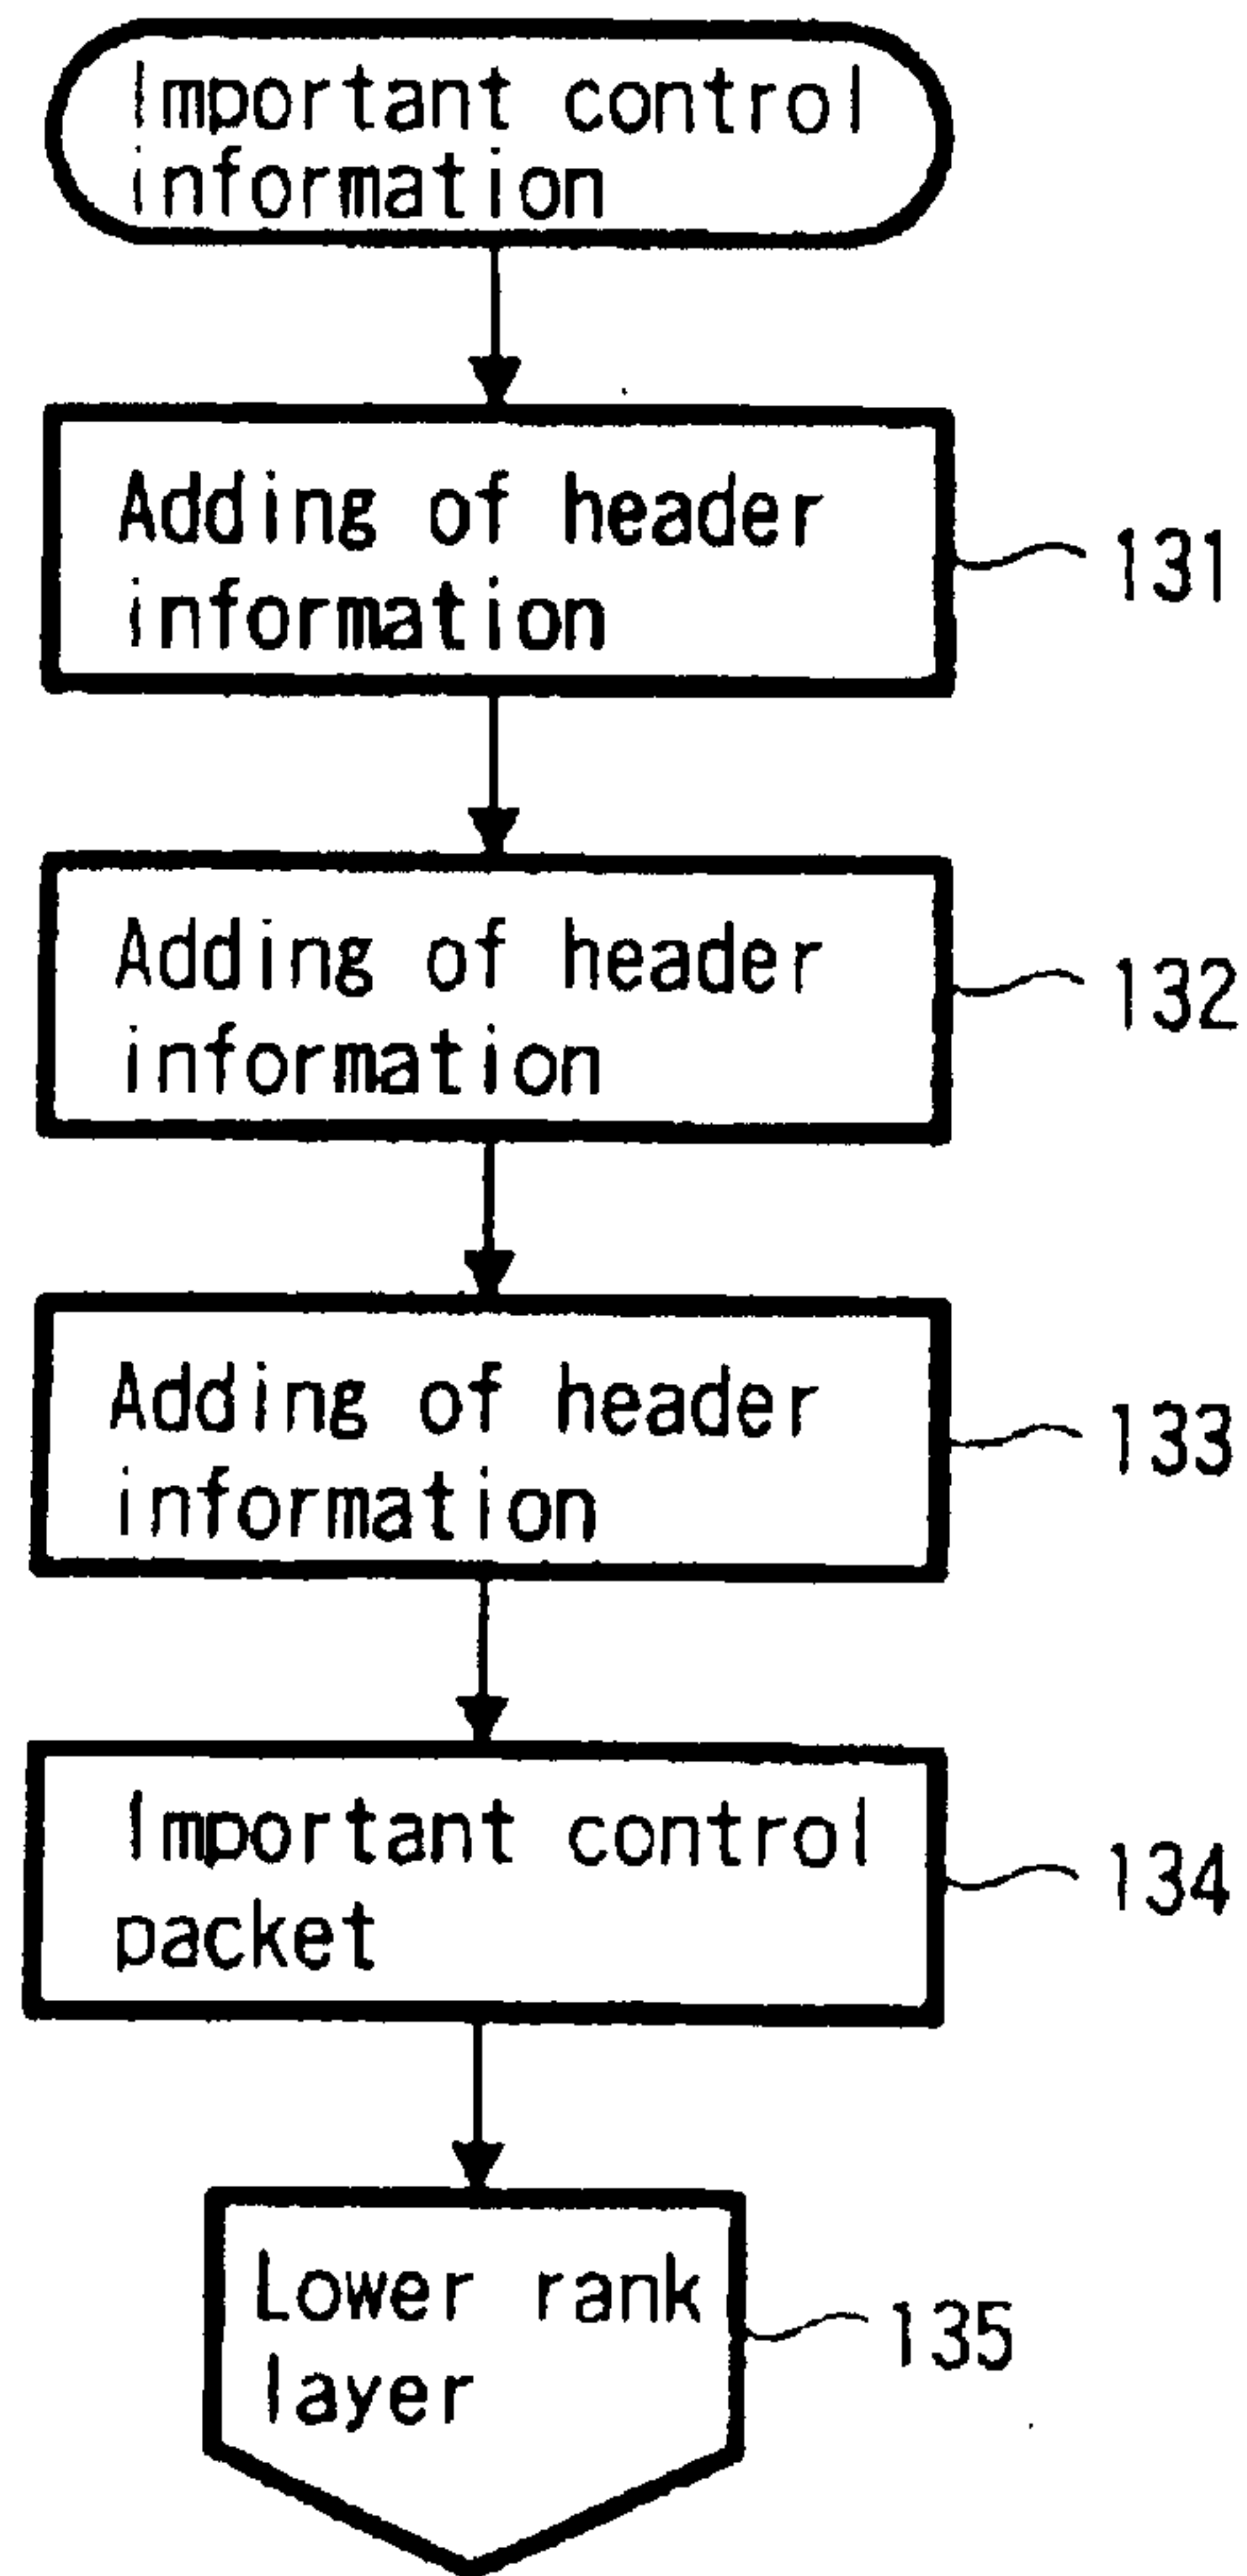 Important control
information
Adding of header
information
131
Adding of header
information
132
Adding of header
information
133
Important control
packet
134
Lower rank
layer
135